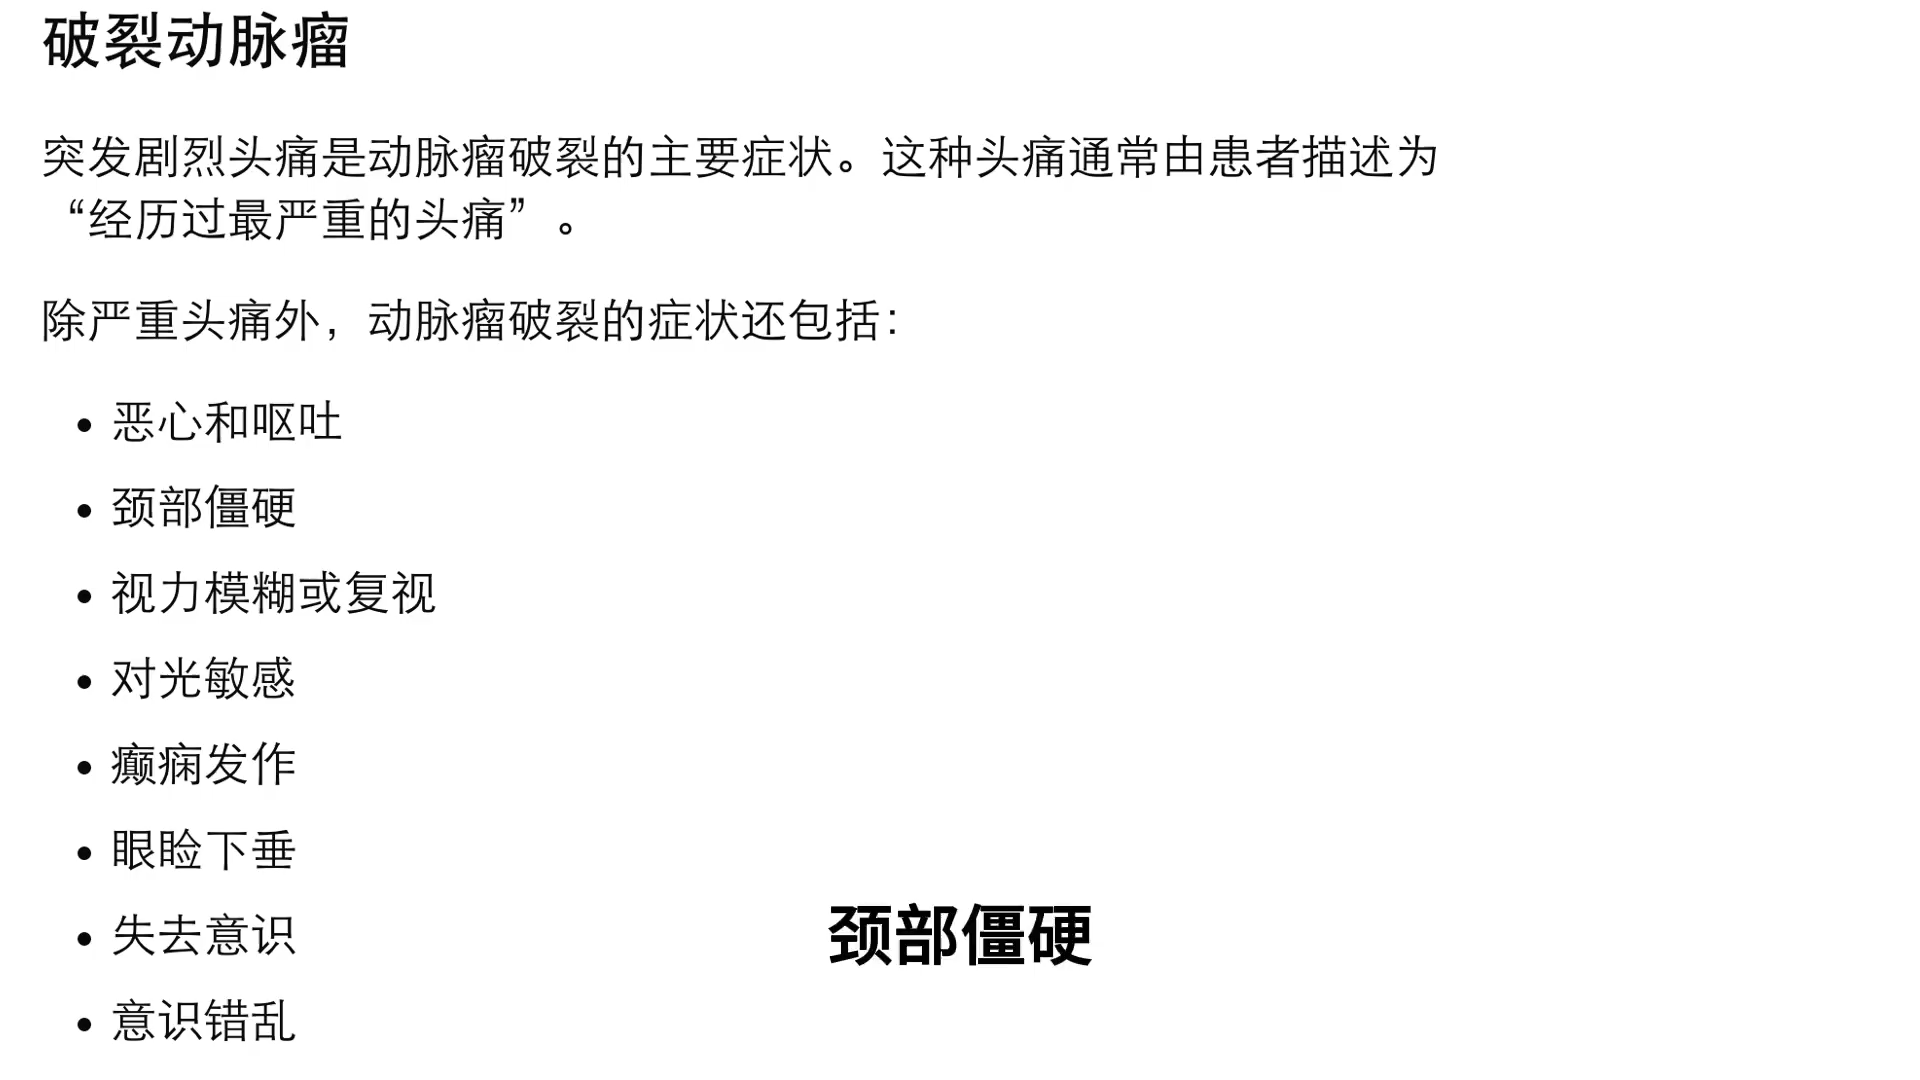 破裂动脉瘤
突发剧烈头痛是动脉瘤破裂的主要症状。这种头痛通常由患者描述为
“经历过最严重的头痛”。
除严重头痛外，动脉瘤破裂的症状还包括：
• 恶心和呕吐
• 颈部僵硬
• 视力模糊或复视
• 对光敏感
• 癫痫发作
• 眼睑下垂
• 失去意识
颈部僵硬
• 意识错乱